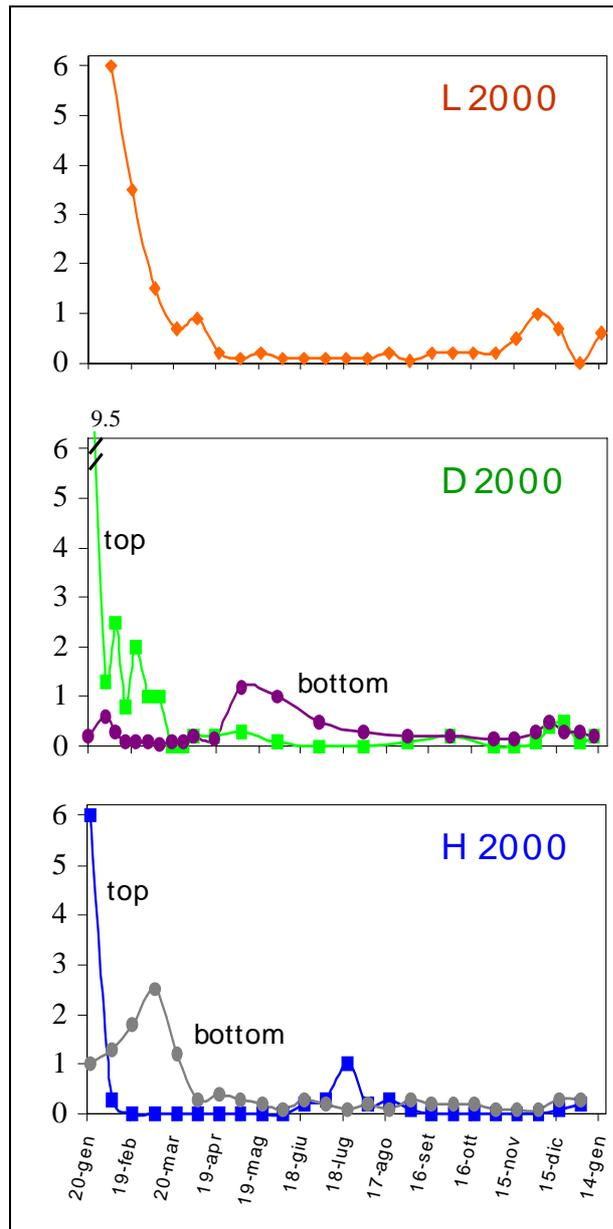 6
L 2000
5
4
3
2
1
0
9.5
6
D 2000
5
top
4
3
2
bottom
1
0
6
H 2000
5
top
4
3
2
bottom
1
0
20-gen
19-feb
20-mar
19-apr
19-mag
18-giu
18-lug
17-ago
16-set
16-ott
15-nov
15-dic
14-gen